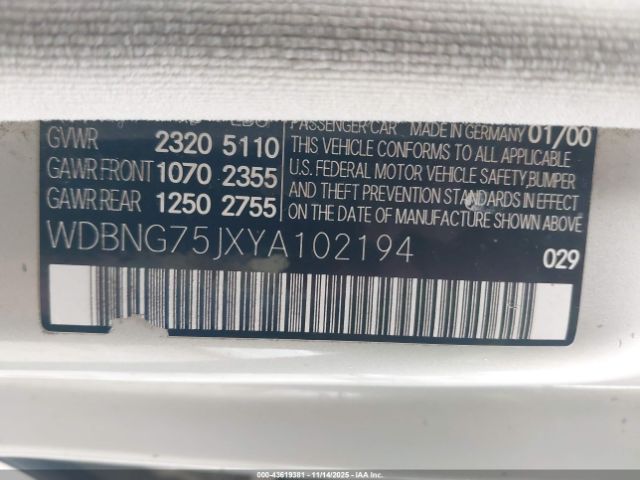 GVWR 2320 5110
GAWR FRONT 1070 2355
GAWR REAR 1250 2755
PASSENGER CAR MADE IN GERMANY 01/00
THIS VEHICLE CONFORMS TO ALL APPLICABLE
U.S. FEDERAL MOTOR VEHICLE SAFETY, BUMPER
AND THEFT PREVENTION STANDARDS IN EFFECT
ON THE DATE OF MANUFACTURE SHOWN ABOVE
WDBNG75JXYA102194
029
000-43619381 - 11/14/2025 - IAAI.COM